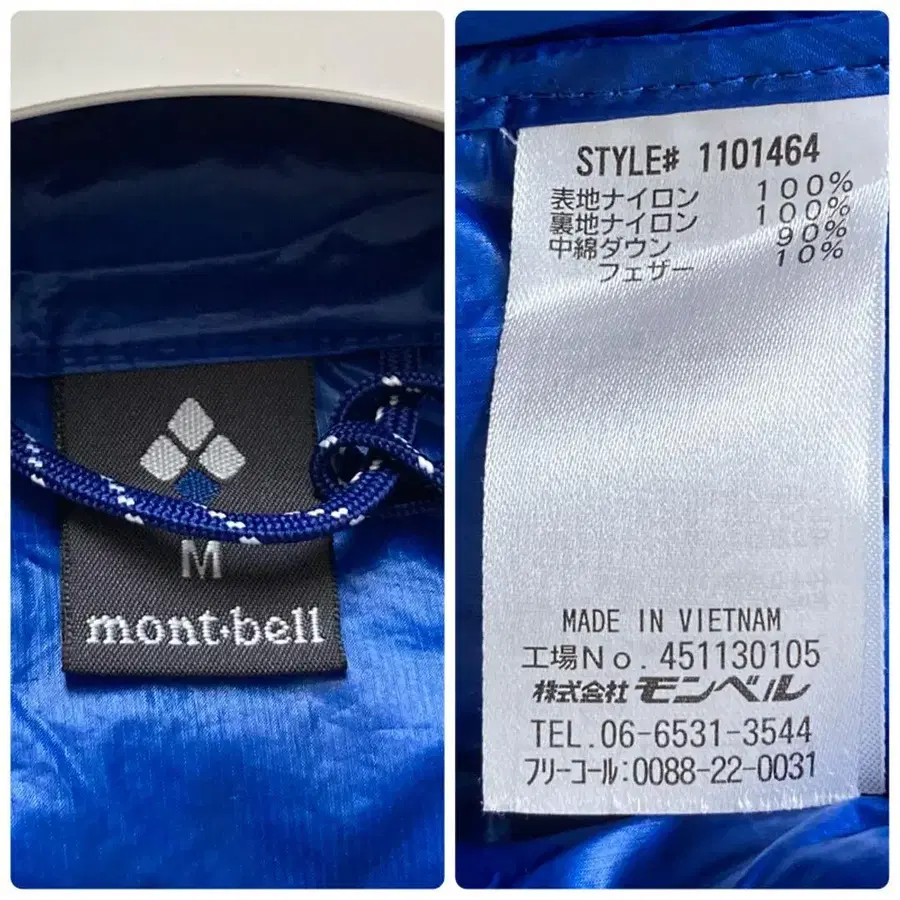 M
mont·bell
STYLE# 1101464
表地ナイロン 100%
裏地ナイロン 100%
中綿ダウン 90%
フェザー 10%
MADE IN VIETNAM
工場No. 451130105
株式会社 モンベル
TEL.06-6531-3544
フリーコール:0088-22-0031